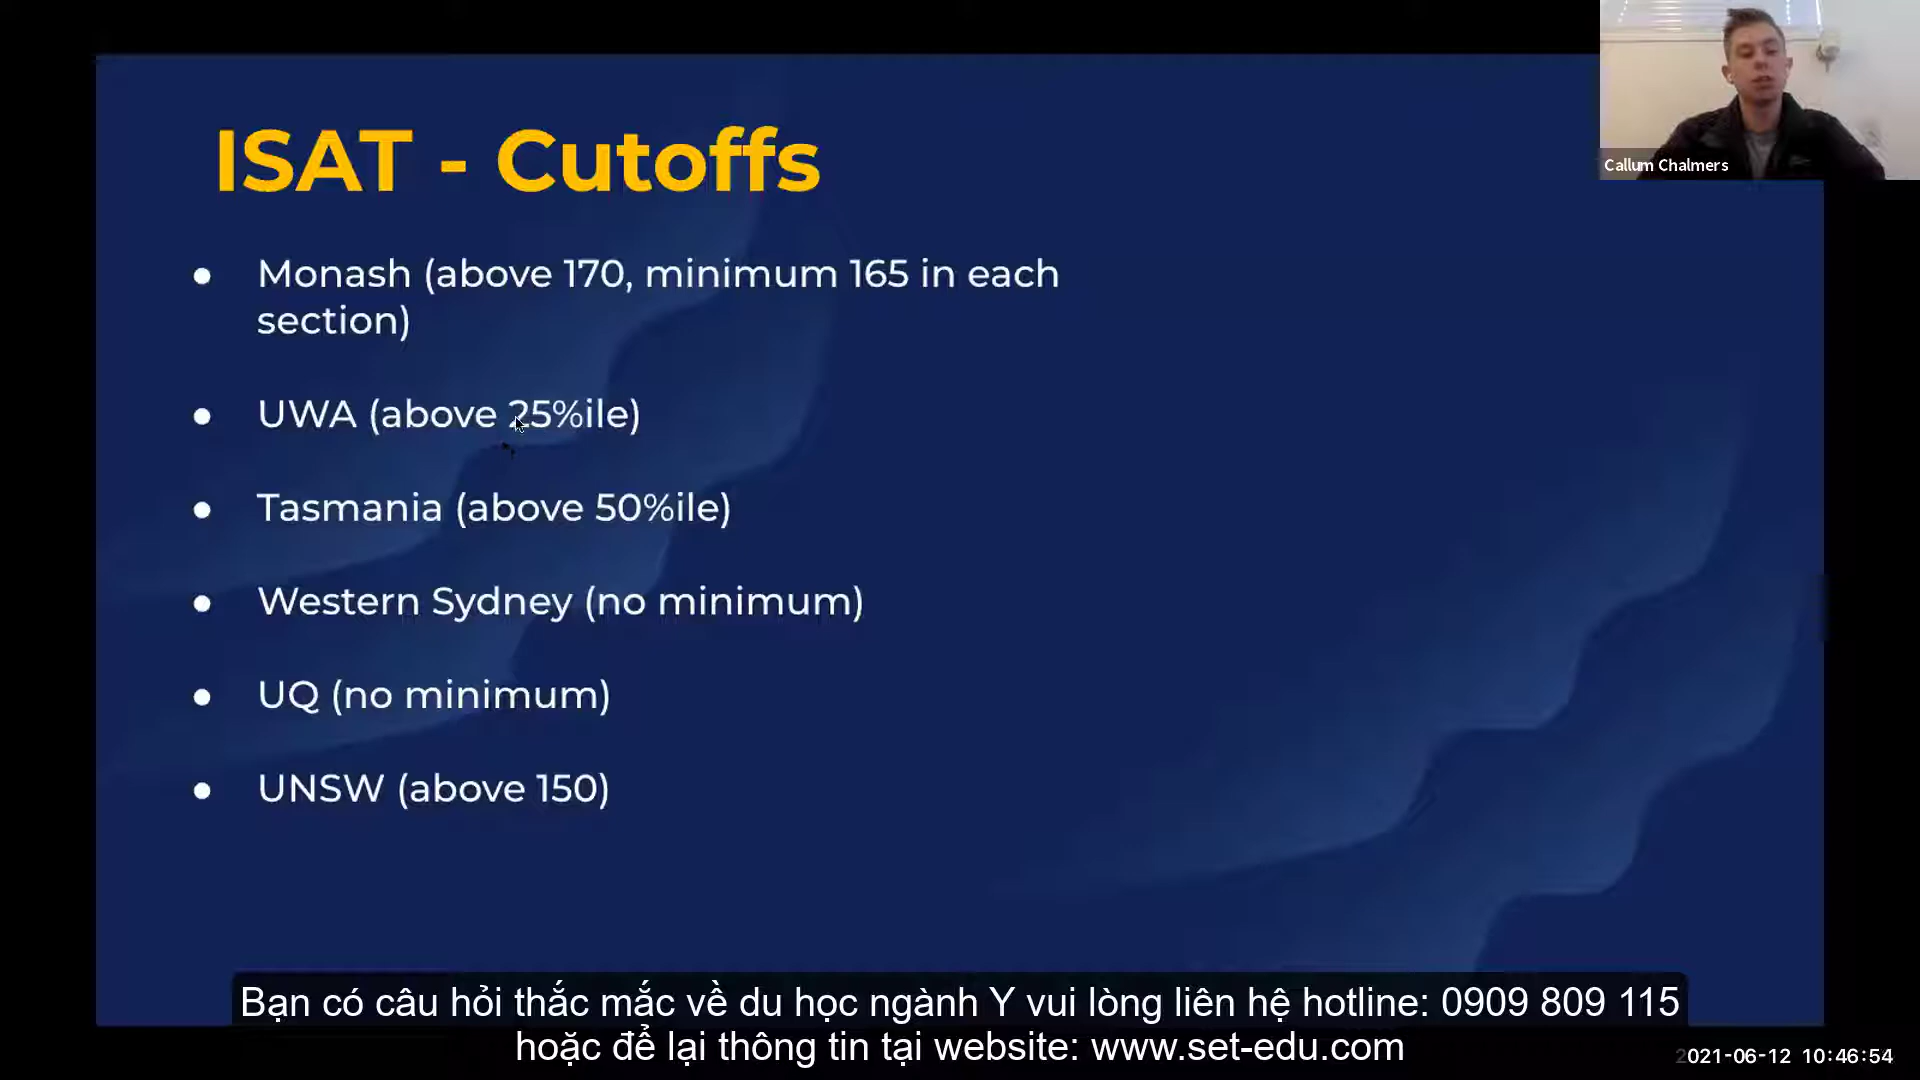 ISAT - Cutoffs
Callum Chalmers
● Monash (above 170, minimum 165 in each
section)
● UWA (above 25%ile)
● Tasmania (above 50%ile)
● Western Sydney (no minimum)
● UQ (no minimum)
● UNSW (above 150)
Bạn có câu hỏi thắc mắc về du học ngành Y vui lòng liên hệ hotline: 0909 809 115
hoặc để lại thông tin tại website: www.set-edu.com
2021-06-12 10:46:54